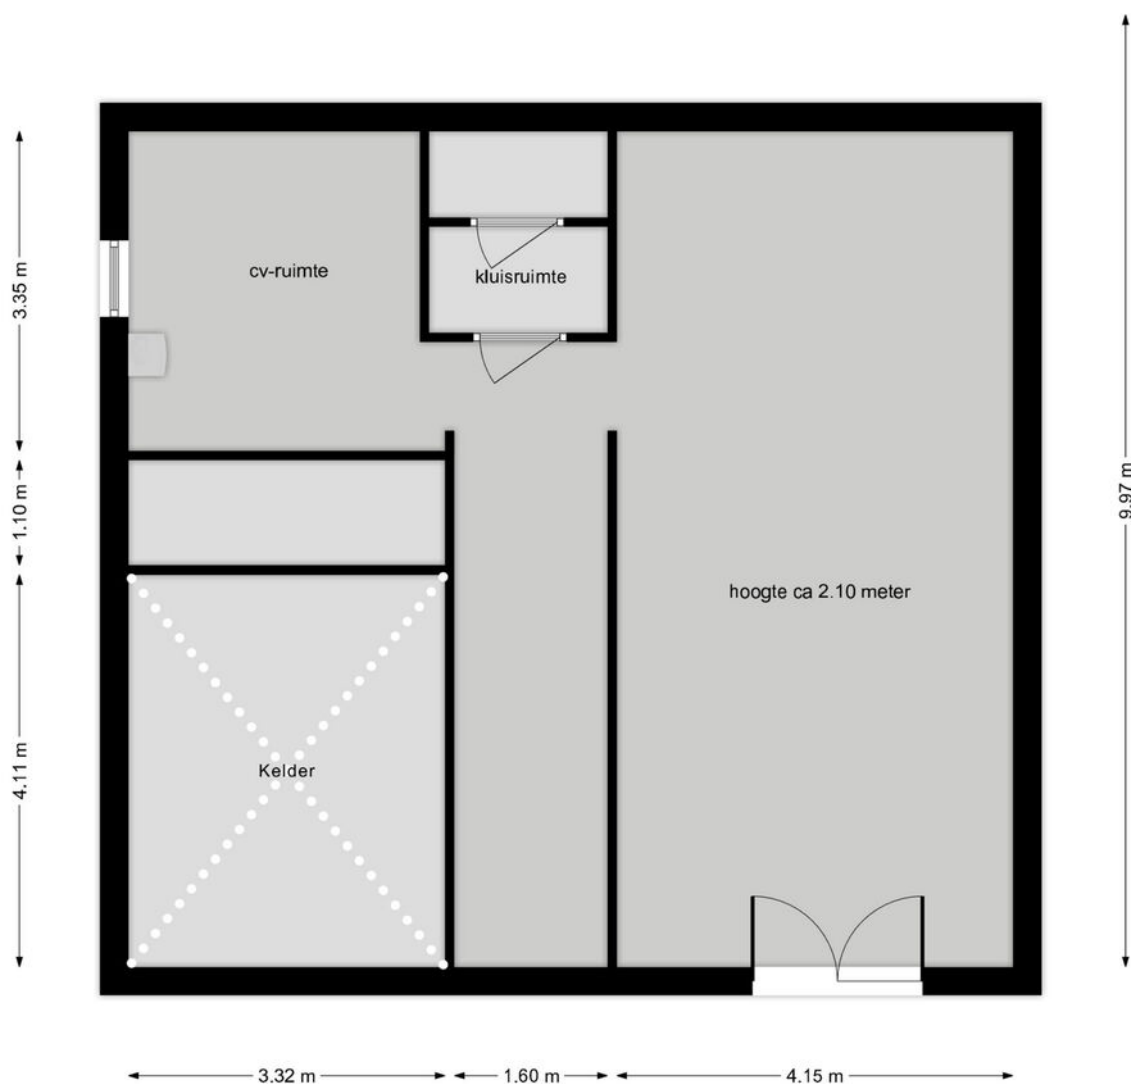 cv-ruimte
kluisruimte
3.35 m
1.10 m
9.97 m
hoogte ca 2.10 meter
4.11 m
Kelder
3.32 m
1.60 m
4.15 m